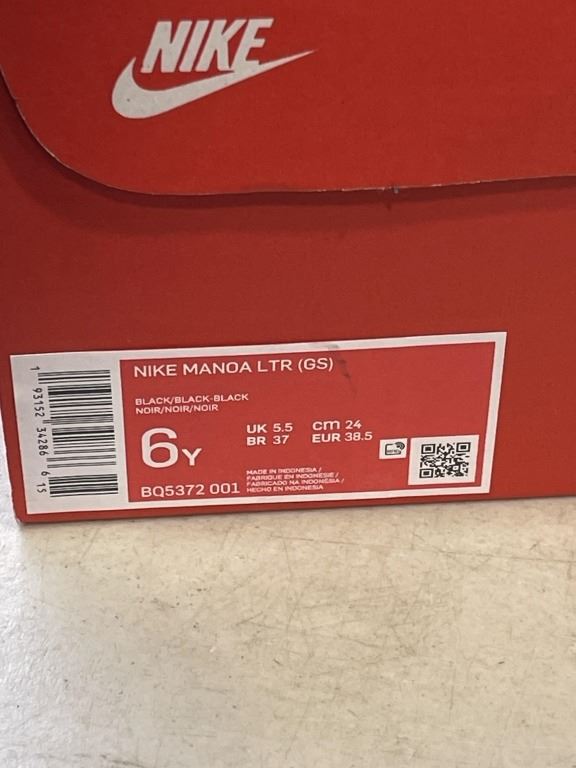 NIKE
NIKE MANOA LTR (GS)
BLACK/BLACK-BLACK
NOIR/NOIR/NOIR
6Y
UK 5.5 cm 24
BR 37 EUR 38.5
BQ5372 001
MADE IN INDONESIA /
FABRIQUE EN INDONESIE /
FABRICADO NA INDONÉSIA /
HECHO EN INDONESIA
1 93152 34286 6 15